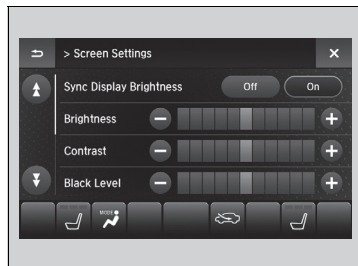 > Screen Settings
Sync Display Brightness Off On
Brightness
Contrast
Black Level
MODE